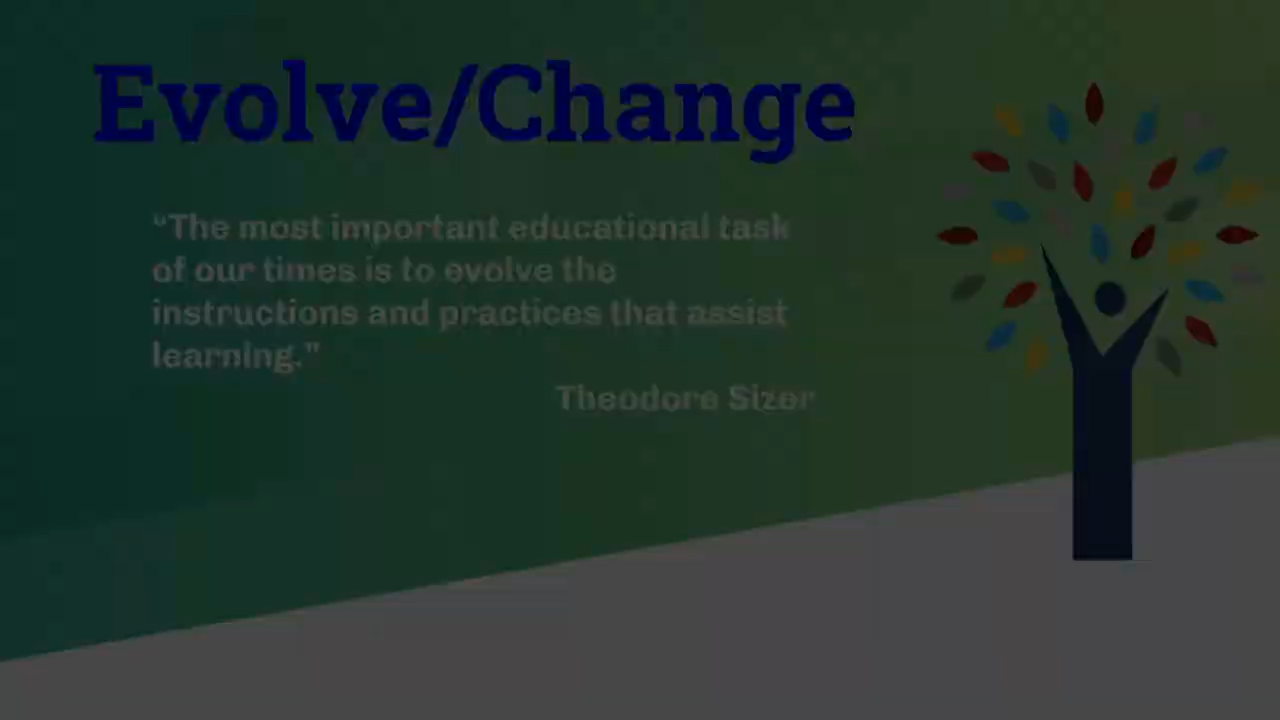 Evolve/Change
“The most important educational task
of our times is to evolve the
instructions and practices that assist
learning.”
Theodore Sizer